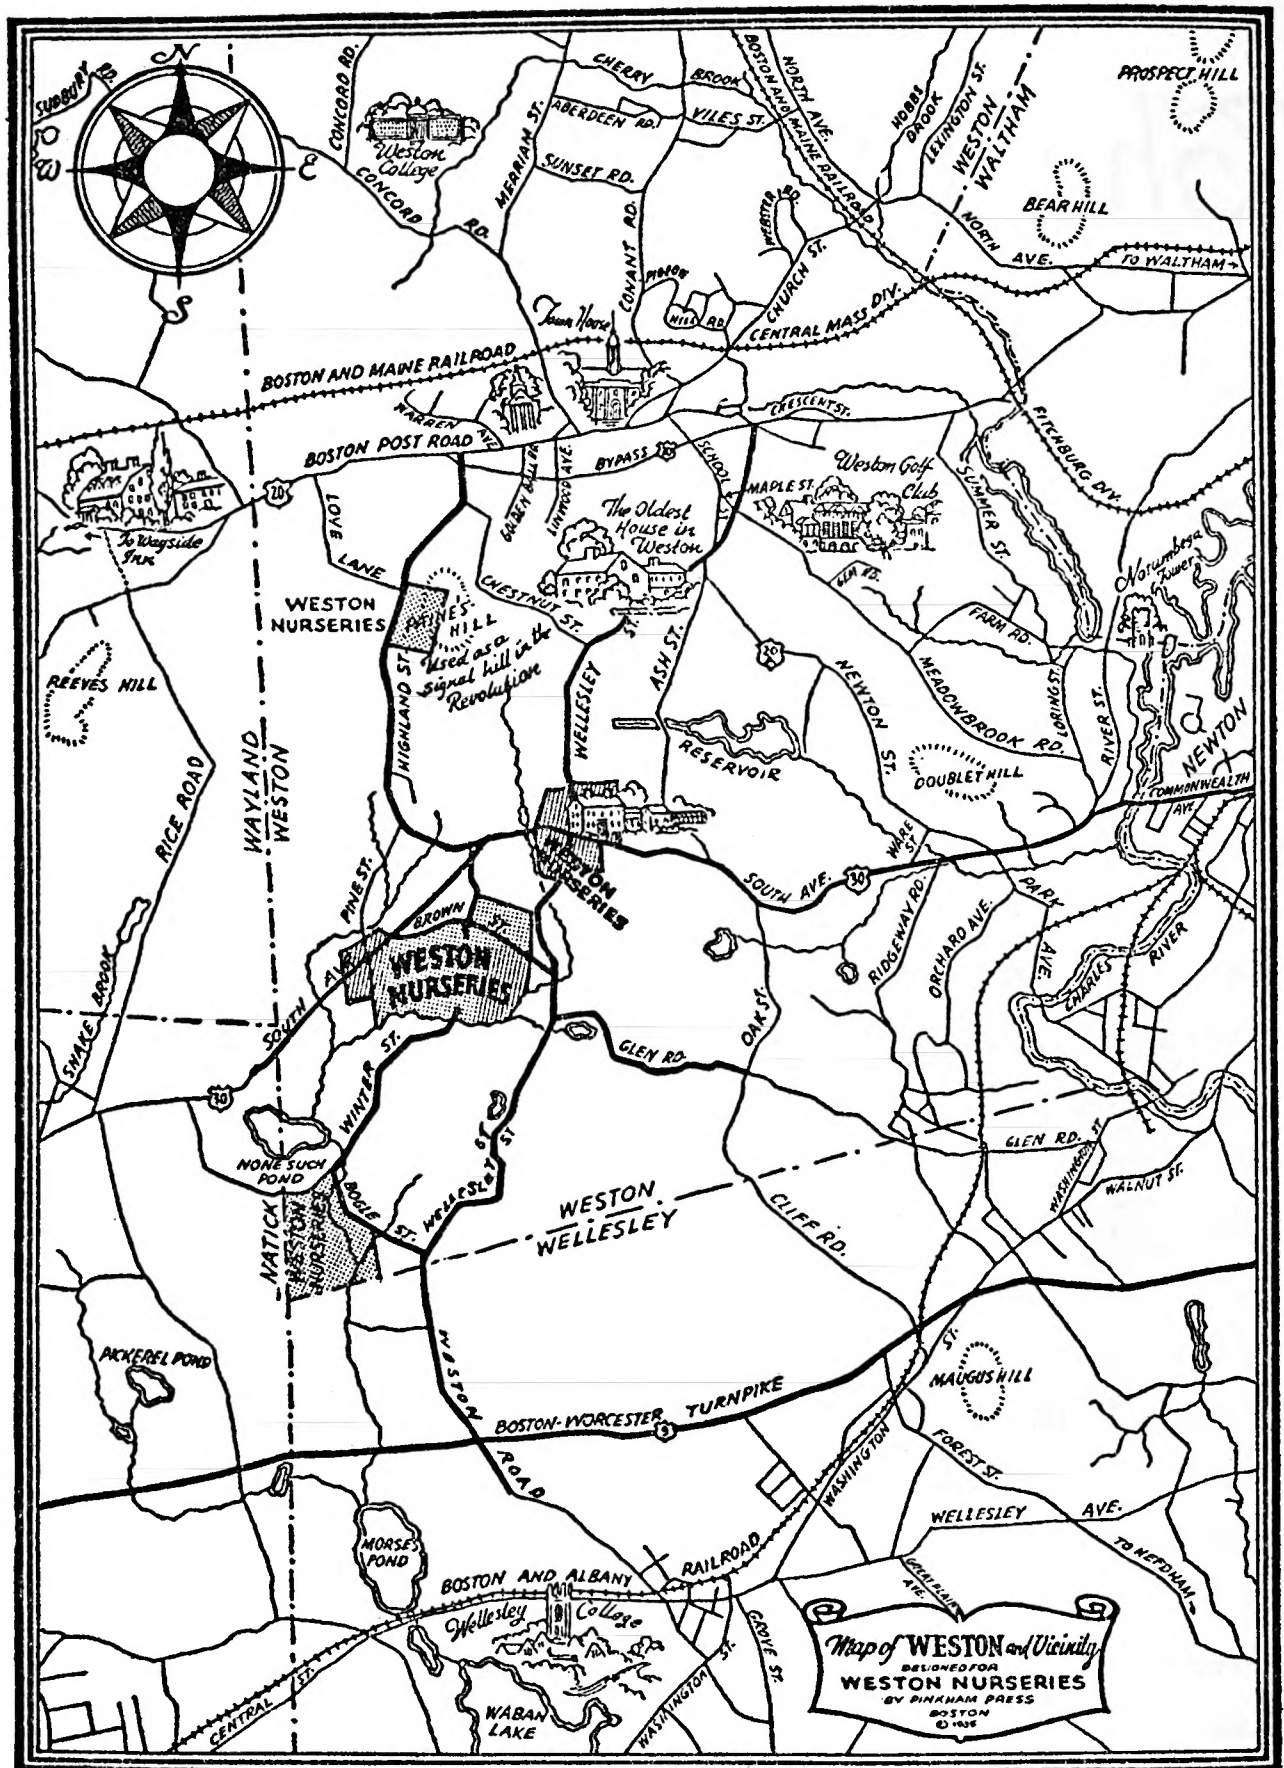 N
E
S
W
SUDBURY RD.
CONCORD RD.
Weston
College
CONCORD RD.
MERRIAM ST.
CHERRY BROOK
ABERDEEN RD.
VILES ST.
SUNSET RD.
CONANT RD.
BOSTON AND MAINE RAILROAD
NORTH AVE.
HOBBS
BROOK
LEXINGTON ST.
WESTON
WALTHAM
PROSPECT HILL
BEAR HILL
NORTH AVE.
TO WALTHAM
WEBSTER RD.
CHURCH ST.
PIGEON
HILL RD.
CENTRAL MASS DIV.
Town House
BOSTON AND MAINE RAILROAD
WARREN AVE.
BOSTON POST ROAD
20
BYPASS
CRESCENT ST.
SCHOOL ST.
MAPLE ST.
Weston Golf
Club
SUMMER ST.
FITCHBURG DIV.
To Wayside
Inn
LOVE
LANE
GOLDEN BALL RD
LINWOOD AVE.
The Oldest
House in
Weston
CHESTNUT ST.
WESTON
NURSERIES
PAINES
HILL
Used as a
signal hill in the
Revolution
ELM RD.
FARM RD.
Norumbega
Tower
REEVES HILL
HIGHLAND ST.
WELLESLEY ST.
ASH ST.
20
NEWTON ST.
MEADOWBROOK RD.
LORING ST.
RIVER ST.
NEWTON
RESERVOIR
DOUBLET HILL
COMMONWEALTH
AVE.
WAYLAND
WESTON
RICE ROAD
PINE ST.
WESTON
NURSERIES
SOUTH AVE.
30
WARE ST.
PARK AVE.
RIDGEWAY RD.
ORCHARD AVE.
CHARLES RIVER
SNAKE BROOK
BROWN ST.
WESTON
NURSERIES
SOUTH AVE.
30
WINTER ST.
GLEN RD.
OAK ST.
GLEN RD.
WASHINGTON ST.
WALNUT ST.
NONE SUCH
POND
BOGLE ST.
WELLESLEY ST.
NATICK
WESTON
NURSERIES
WESTON
WELLESLEY
CLIFF RD.
PICKEREL POND
WESTON ROAD
BOSTON-WORCESTER TURNPIKE
9
WASHINGTON ST.
MAUGUS HILL
FOREST ST.
WELLESLEY AVE.
TO NEEDHAM
GREAT PLAIN
AVE.
MORSES
POND
BOSTON AND ALBANY RAILROAD
Wellesley College
CENTRAL ST.
WABAN
LAKE
WASHINGTON ST.
GROVE ST.
Map of WESTON and Vicinity
DESIGNED FOR
WESTON NURSERIES
BY PINKHAM PRESS
BOSTON